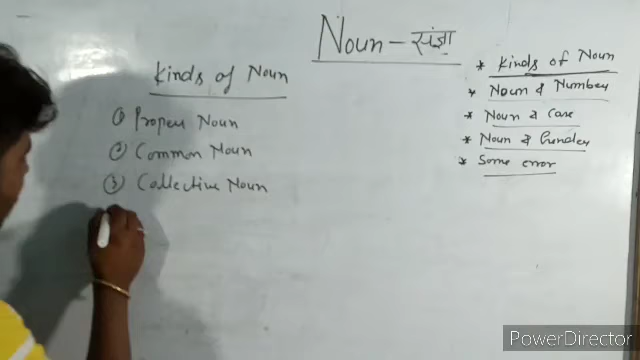 Noun – संज्ञा
Kinds of Noun
① Proper Noun
② Common Noun
③ Collective Noun
* Kinds of Noun
* Noun & Number
* Noun & Case
* Noun & Gender
* Some error
PowerDirector